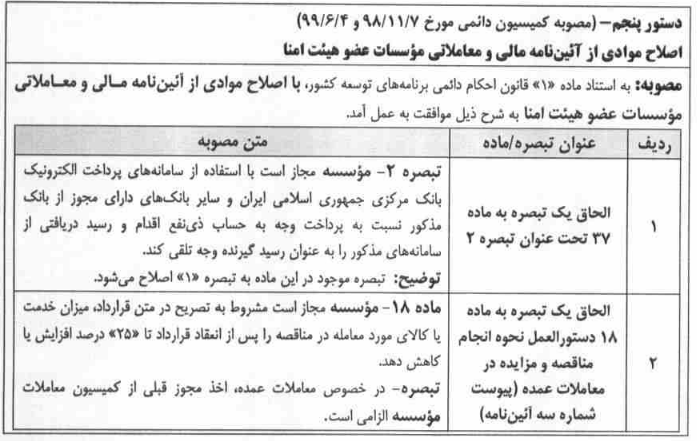 دستور پنجم– (مصوبه کمیسیون دائمی مورخ ۹۸/۱۱/۷ و ۹۹/۶/۴)
اصلاح موادی از آئین‌نامه مالی و معاملاتی مؤسسات عضو هیئت امنا
مصوبه: به استناد ماده «۱» قانون احکام دائمی برنامه‌های توسعه کشور، با اصلاح موادی از آئین‌نامه مالی و معاملاتی
مؤسسات عضو هیئت امنا به شرح ذیل موافقت به عمل آمد.
ردیف
عنوان تبصره/ماده
متن مصوبه
۱
الحاق یک تبصره به ماده
۳۷ تحت عنوان تبصره ۲
تبصره ۲– مؤسسه مجاز است با استفاده از سامانه‌های پرداخت الکترونیک
بانک مرکزی جمهوری اسلامی ایران و سایر بانک‌های دارای مجوز از بانک
مذکور نسبت به پرداخت وجه به حساب ذی‌نفع اقدام و رسید دریافتی از
سامانه‌های مذکور را به عنوان رسید گیرنده وجه تلقی کند.
توضیح: تبصره موجود در این ماده به تبصره «۱» اصلاح می‌شود.
۲
الحاق یک تبصره به ماده
۱۸ دستورالعمل نحوه انجام
مناقصه و مزایده در
معاملات عمده (پیوست
شماره سه آئین‌نامه)
ماده ۱۸– مؤسسه مجاز است مشروط به تصریح در متن قرارداد، میزان خدمت
یا کالای مورد معامله در مناقصه را پس از انعقاد قرارداد تا «۲۵» درصد افزایش یا
کاهش دهد.
تبصره– در خصوص معاملات عمده، اخذ مجوز قبلی از کمیسیون معاملات
مؤسسه الزامی است.